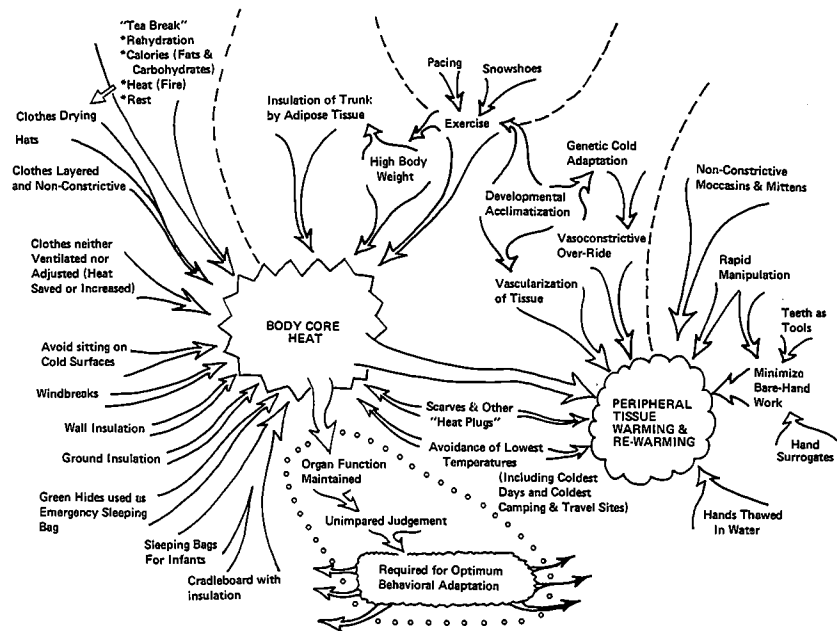 "Tea Break"
*Rehydration
*Calories (Fats &
Carbohydrates)
*Heat (Fire)
*Rest
Clothes Drying
Hats
Clothes Layered
and Non-Constrictive
Clothes neither
Ventilated nor
Adjusted (Heat
Saved or Increased)
Avoid sitting on
Cold Surfaces
Windbreaks
Wall Insulation
Ground Insulation
Green Hides used as
Emergency Sleeping
Bag
Sleeping Bags
For Infants
Cradleboard with
insulation
Insulation of Trunk
by Adipose Tissue
Pacing
Snowshoes
Exercise
High Body
Weight
Developmental
Acclimatization
Genetic Cold
Adaptation
Vasoconstrictive
Over-Ride
Vascularization
of Tissue
Non-Constrictive
Moccasins & Mittens
Rapid
Manipulation
Teeth as
Tools
Minimize
Bare-Hand
Work
Hand
Surrogates
Hands Thawed
In Water
BODY CORE
HEAT
PERIPHERAL
TISSUE
WARMING &
RE-WARMING
Scarves & Other
"Heat Plugs"
Avoidance of Lowest
Temperatures
(Including Coldest
Days and Coldest
Camping & Travel Sites)
Organ Function
Maintained
Unimpared Judgement
Required for Optimum
Behavioral Adaptation